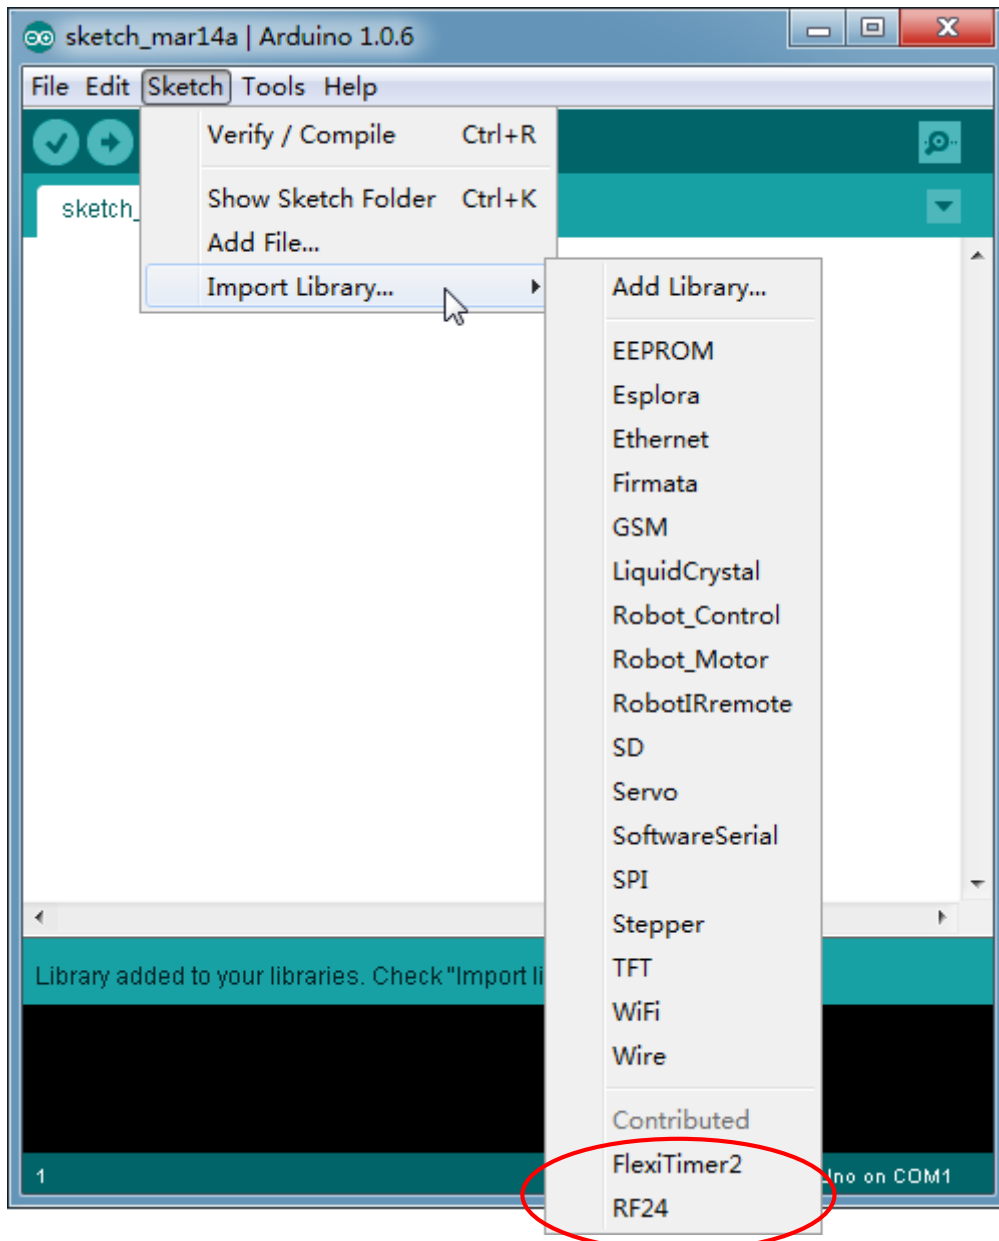 sketch_mar14a | Arduino 1.0.6
File Edit Sketch Tools Help
Verify / Compile Ctrl+R
sketch_
Show Sketch Folder Ctrl+K
Add File...
Import Library...
Add Library...
EEPROM
Esplora
Ethernet
Firmata
GSM
LiquidCrystal
Robot_Control
Robot_Motor
RobotIRremote
SD
Servo
SoftwareSerial
SPI
Stepper
TFT
WiFi
Wire
Library added to your libraries. Check "Import li
Contributed
FlexiTimer2
RF24
1
Uno on COM1